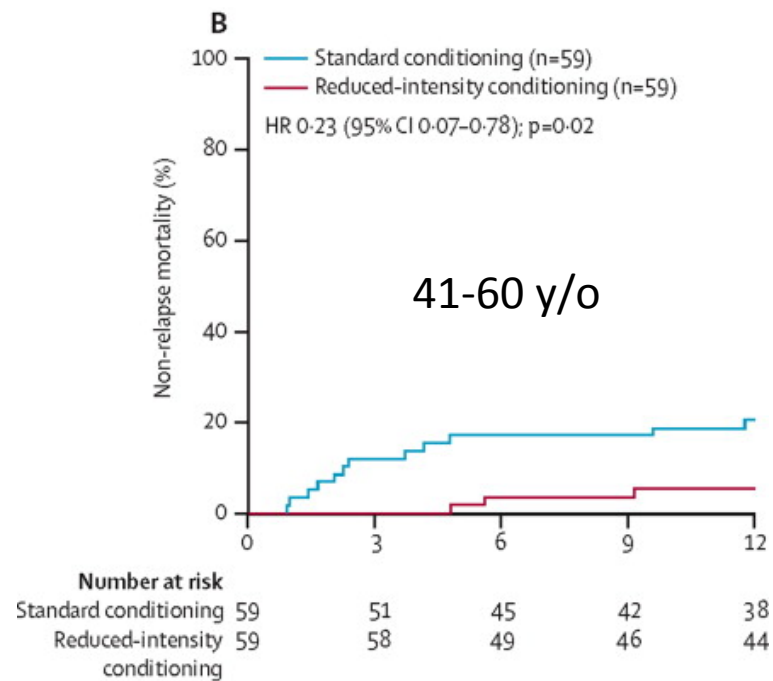 B
100
Standard conditioning (n=59)
Reduced-intensity conditioning (n=59)
HR 0·23 (95% CI 0·07–0·78); p=0·02
80
60
40
20
0
Non-relapse mortality (%)
41-60 y/o
0 3 6 9 12
Number at risk
Standard conditioning 59 51 45 42 38
Reduced-intensity 59 58 49 46 44
conditioning